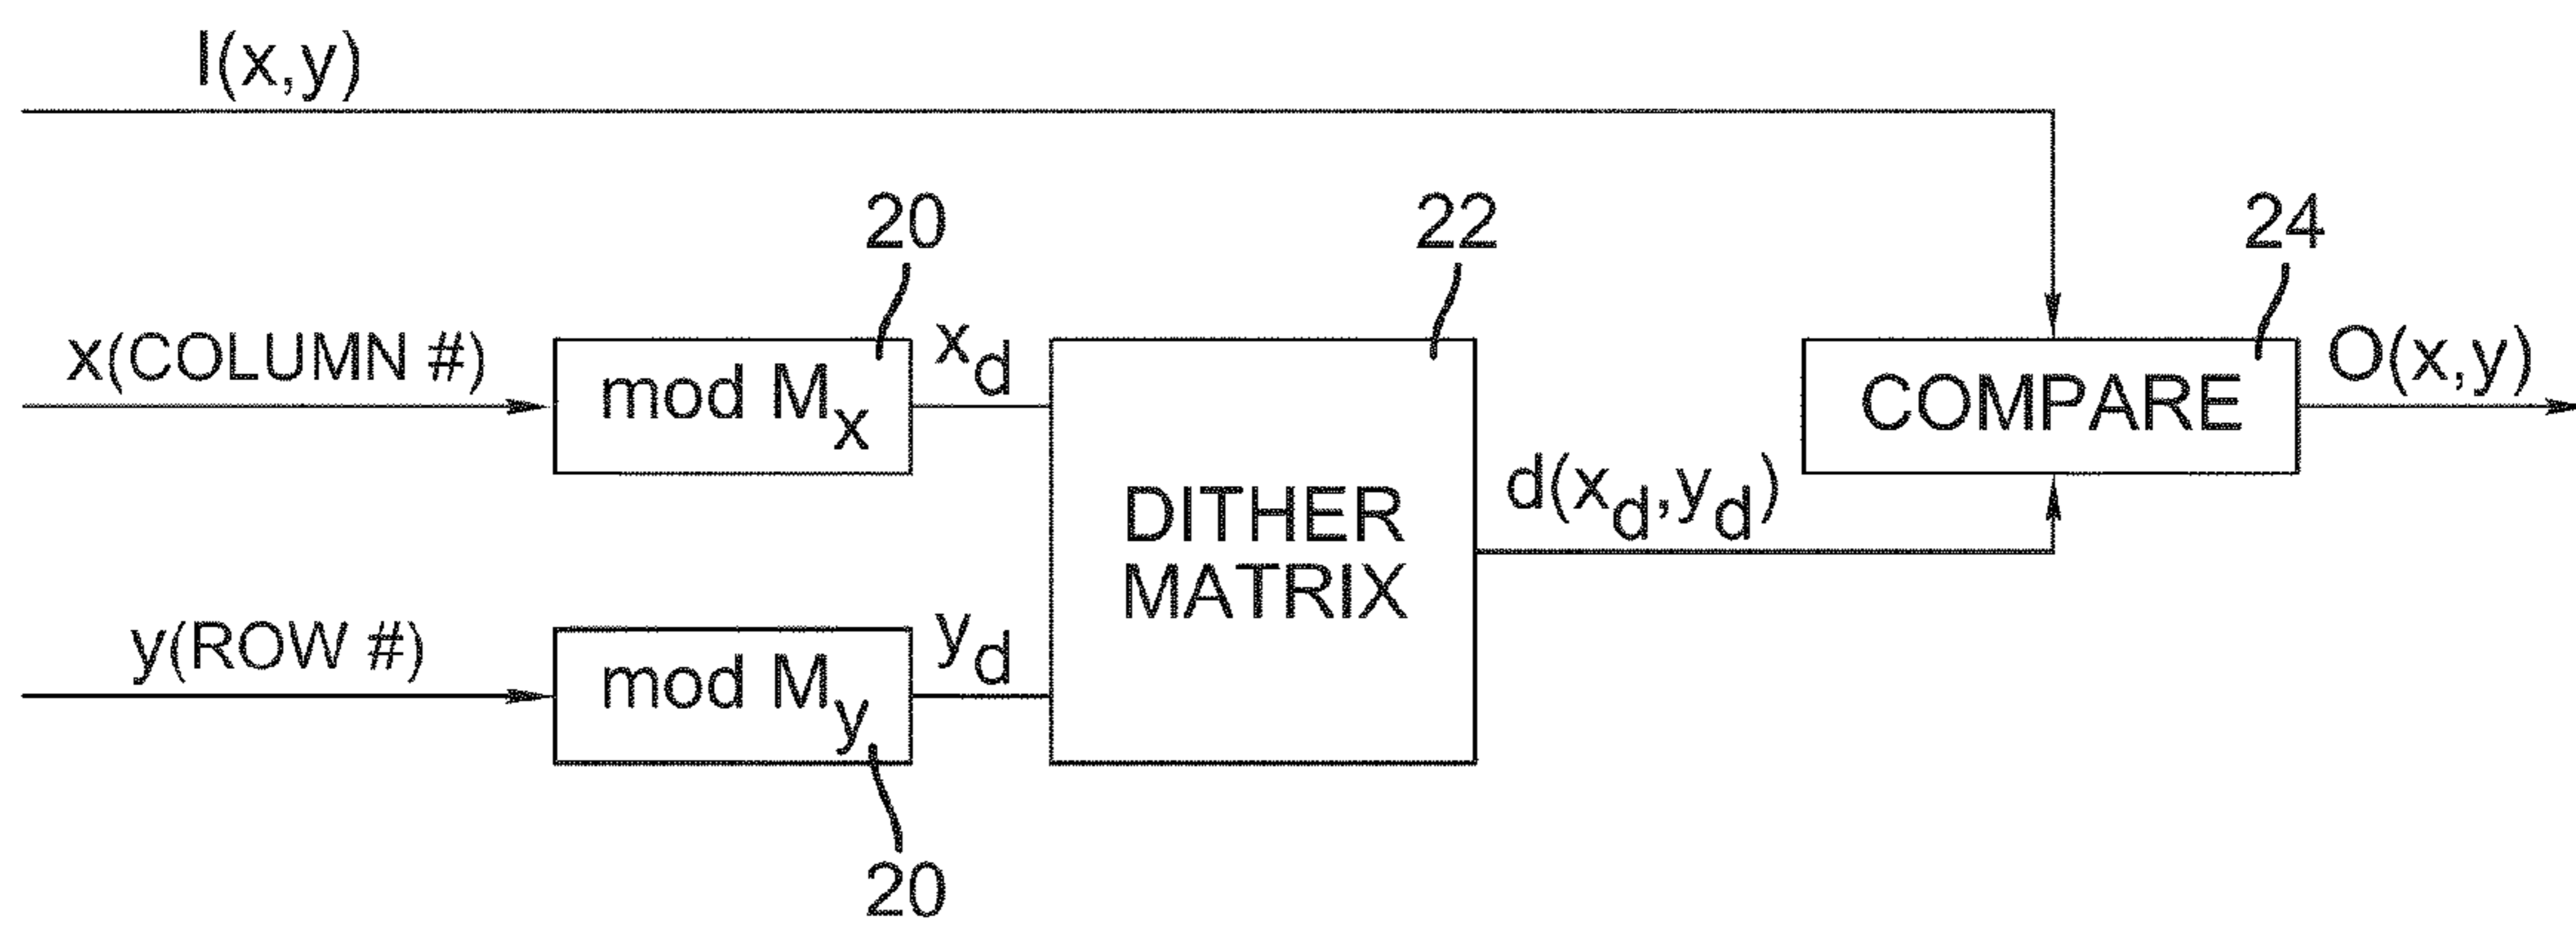 I(x,y)
20
22
24
x(COLUMN #)
mod Mx
xd
COMPARE
O(x,y)
DITHER
MATRIX
d(xd,yd)
y(ROW #)
mod My
yd
20